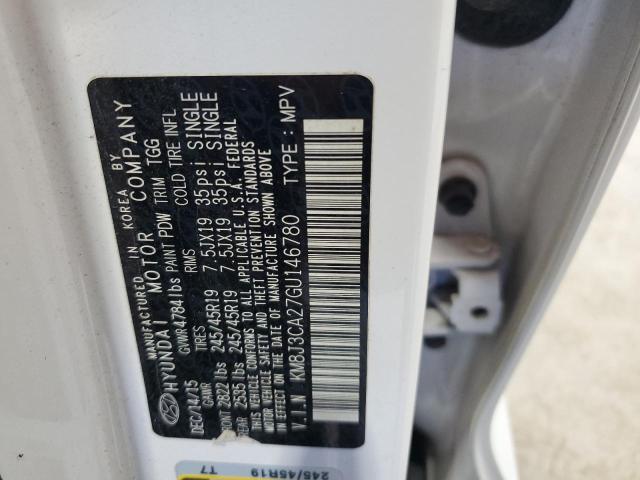 MANUFACTURED IN KOREA BY
HYUNDAI MOTOR COMPANY
DEC/14/15 GVWR 4784 lbs PAINT PDW TRIM TGG
GAWR TIRES RIMS COLD TIRE INFL
FRONT 2822 lbs 245/45R19 7.5JX19 35psi SINGLE
REAR 2595 lbs 245/45R19 7.5JX19 35psi SINGLE
THIS VEHICLE CONFORMS TO ALL APPLICABLE U.S.A. FEDERAL
MOTOR VEHICLE SAFETY AND THEFT PREVENTION STANDARDS
IN EFFECT ON THE DATE OF MANUFACTURE SHOWN ABOVE
V.I.N KM8J3CA27GU146780 TYPE : MPV
245/45R19
T7